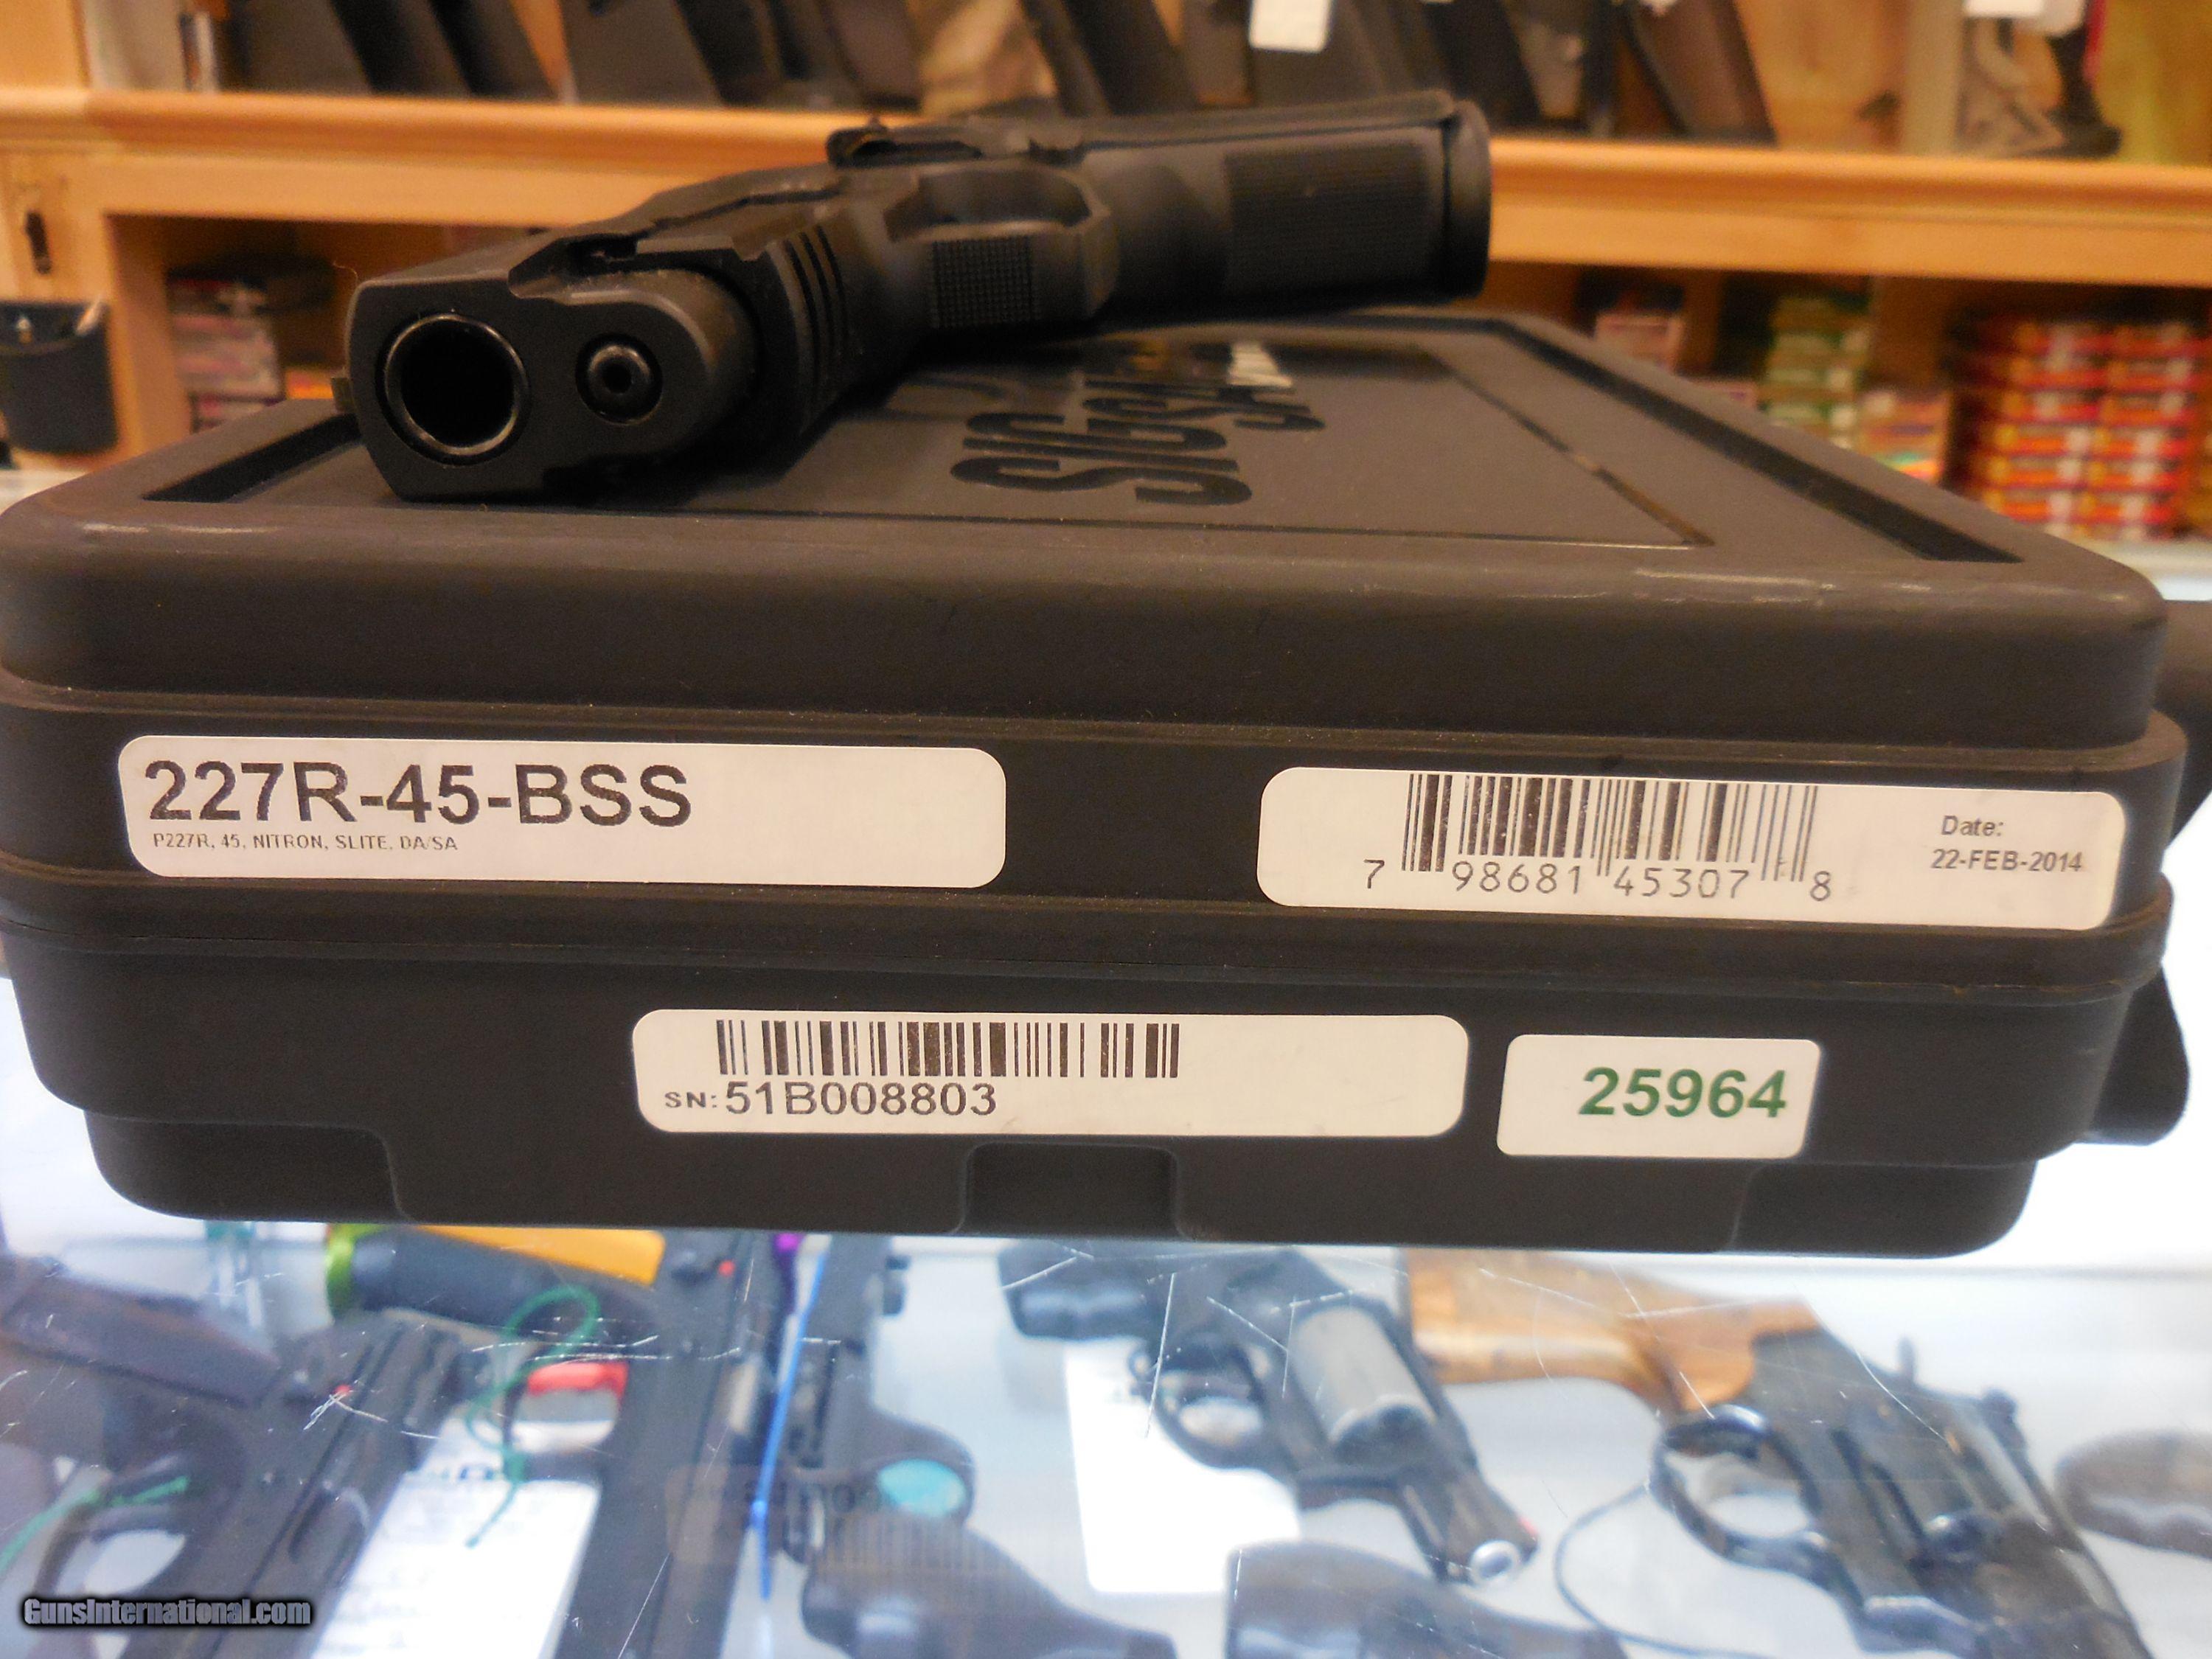 SIGSAUER
227R-45-BSS
P227R, 45, NITRON, SLITE, DA/SA
7 98681 45307 8
Date:
22-FEB-2014
SN: 51B008803
25964
GunsInternational.com